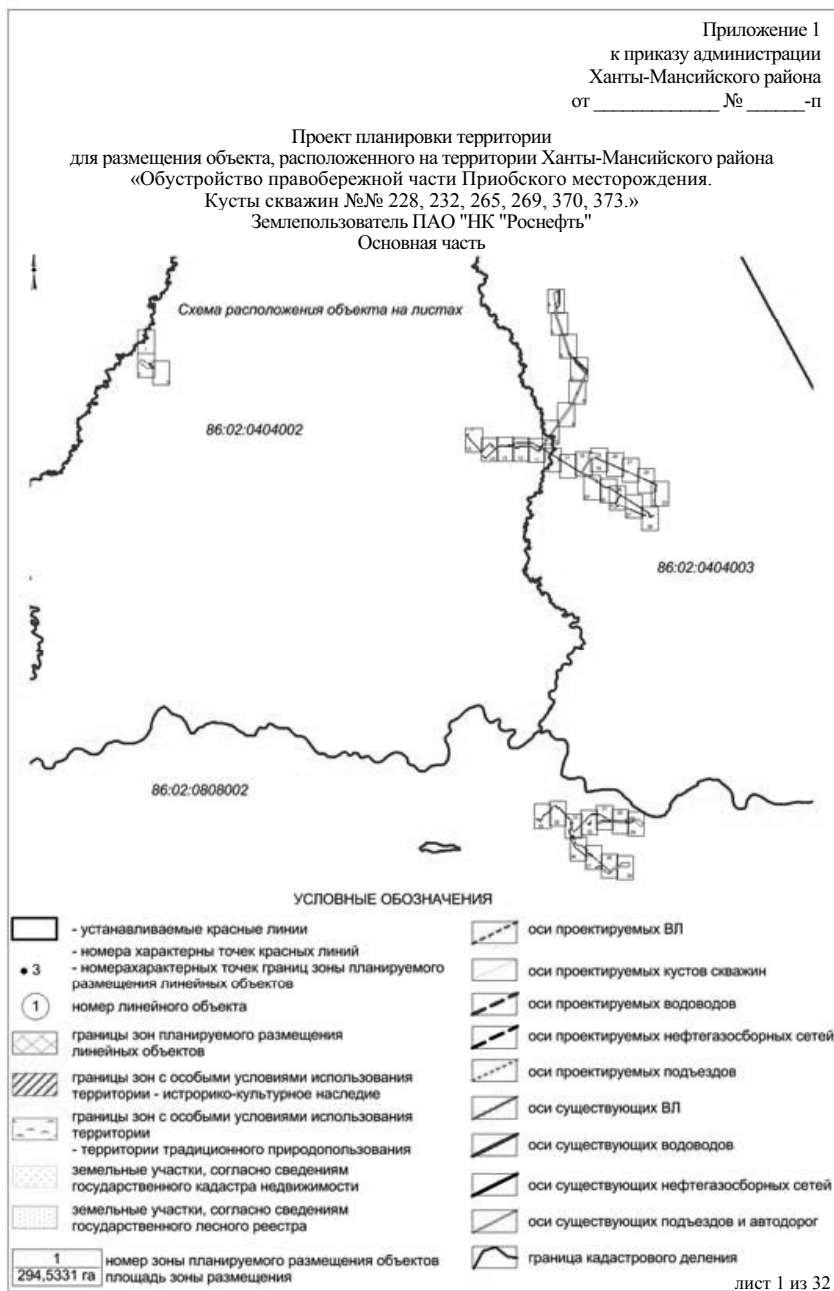 Приложение 1
к приказу администрации
Ханты-Мансийского района
от _____________ № ______-п
Проект планировки территории
для размещения объекта, расположенного на территории Ханты-Мансийского района
«Обустройство правобережной части Приобского месторождения.
Кусты скважин №№ 228, 232, 265, 269, 370, 373.»
Землепользователь ПАО "НК "Роснефть"
Основная часть
Схема расположения объекта на листах
86:02:0404002
86:02:0404003
86:02:0808002
УСЛОВНЫЕ ОБОЗНАЧЕНИЯ
- устанавливаемые красные линии
- номера характерны точек красных линий
• 3
- номерахарактерных точек границ зоны планируемого
размещения линейных объектов
1
номер линейного объекта
границы зон планируемого размещения
линейных объектов
границы зон с особыми условиями использования
территории - историко-культурное наследие
границы зон с особыми условиями использования
территории
- территории традиционного природопользования
земельные участки, согласно сведениям
государственного кадастра недвижимости
земельные участки, согласно сведениям
государственного лесного реестра
1
294,5331 га
номер зоны планируемого размещения объектов
площадь зоны размещения
оси проектируемых ВЛ
оси проектируемых кустов скважин
оси проектируемых водоводов
оси проектируемых нефтегазосборных сетей
оси проектируемых подъездов
оси существующих ВЛ
оси существующих водоводов
оси существующих нефтегазосборных сетей
оси существующих подъездов и автодорог
граница кадастрового деления
лист 1 из 32